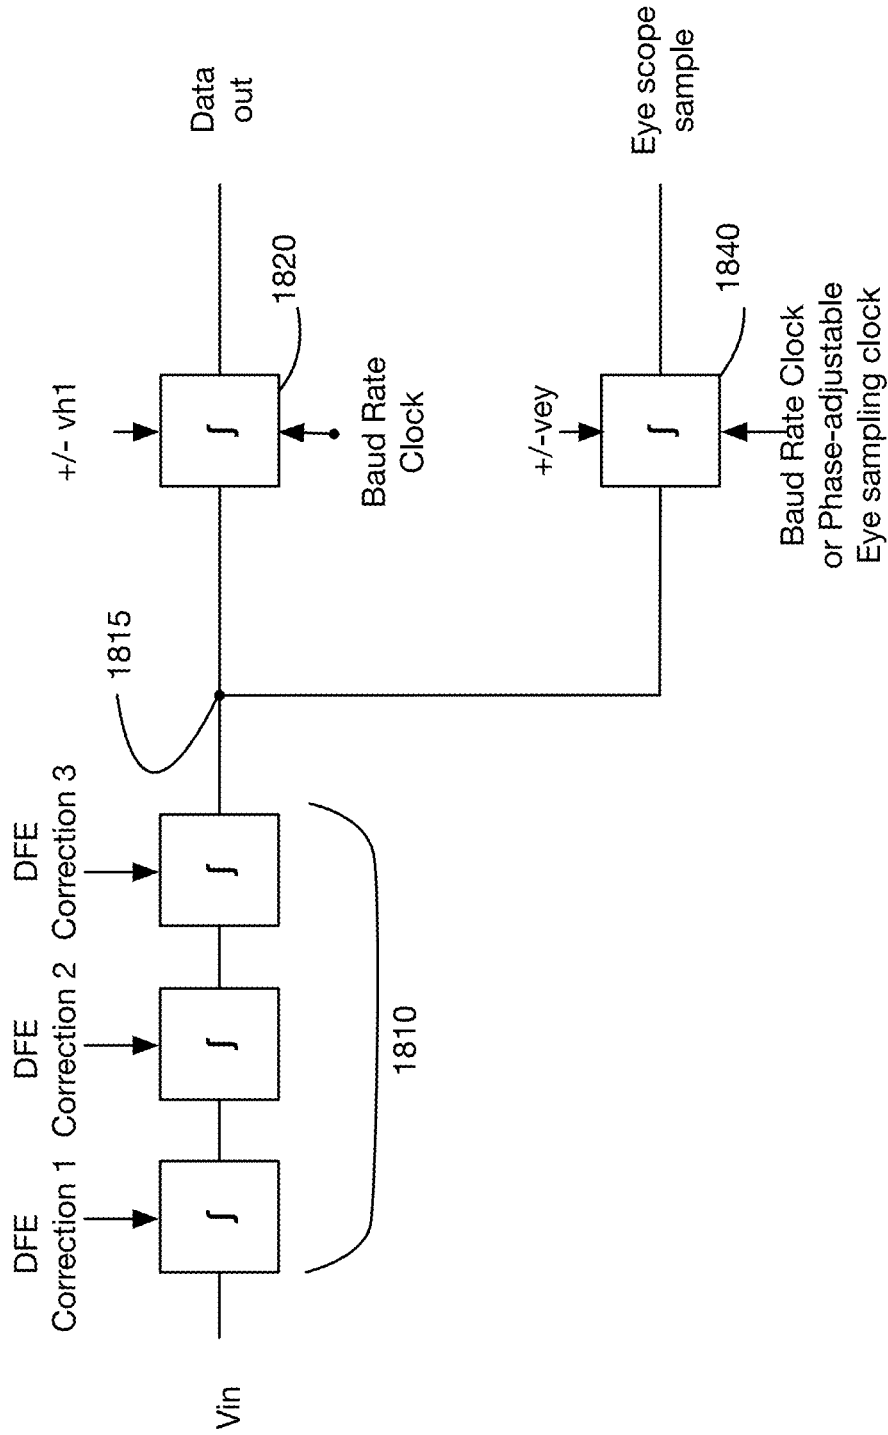 Vin
DFE
Correction 1
DFE
Correction 2
DFE
Correction 3
∫
∫
∫
1810
1815
+/- vh1
∫
1820
Baud Rate
Clock
Data
out
+/-vey
∫
1840
Baud Rate Clock
or Phase-adjustable
Eye sampling clock
Eye scope
sample